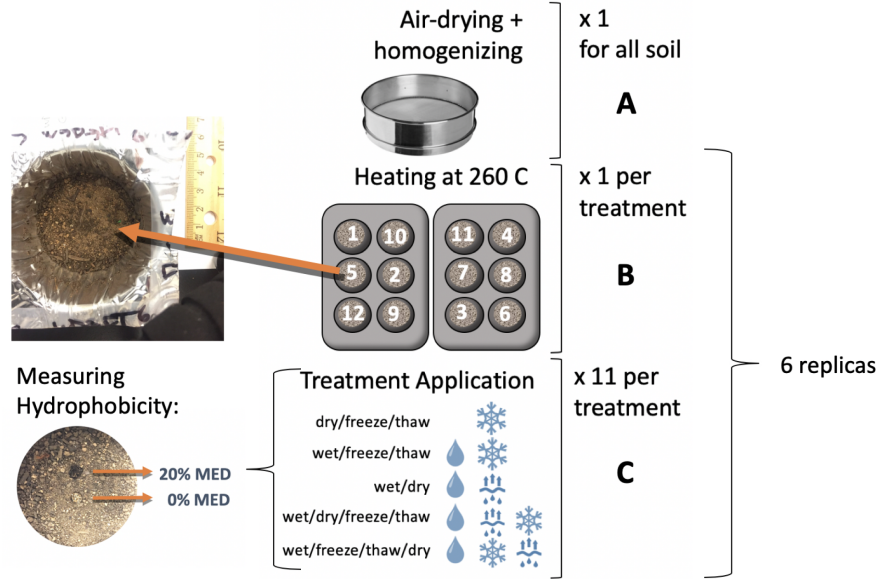 Air-drying +
homogenizing
x 1
for all soil
A
Heating at 260 C
x 1 per
treatment
B
1 10 11 4
5 2 7 8
12 9 3 6
6 replicas
Measuring
Hydrophobicity:
20% MED
0% MED
Treatment Application
dry/freeze/thaw
wet/freeze/thaw
wet/dry
wet/dry/freeze/thaw
wet/freeze/thaw/dry
x 11 per
treatment
C